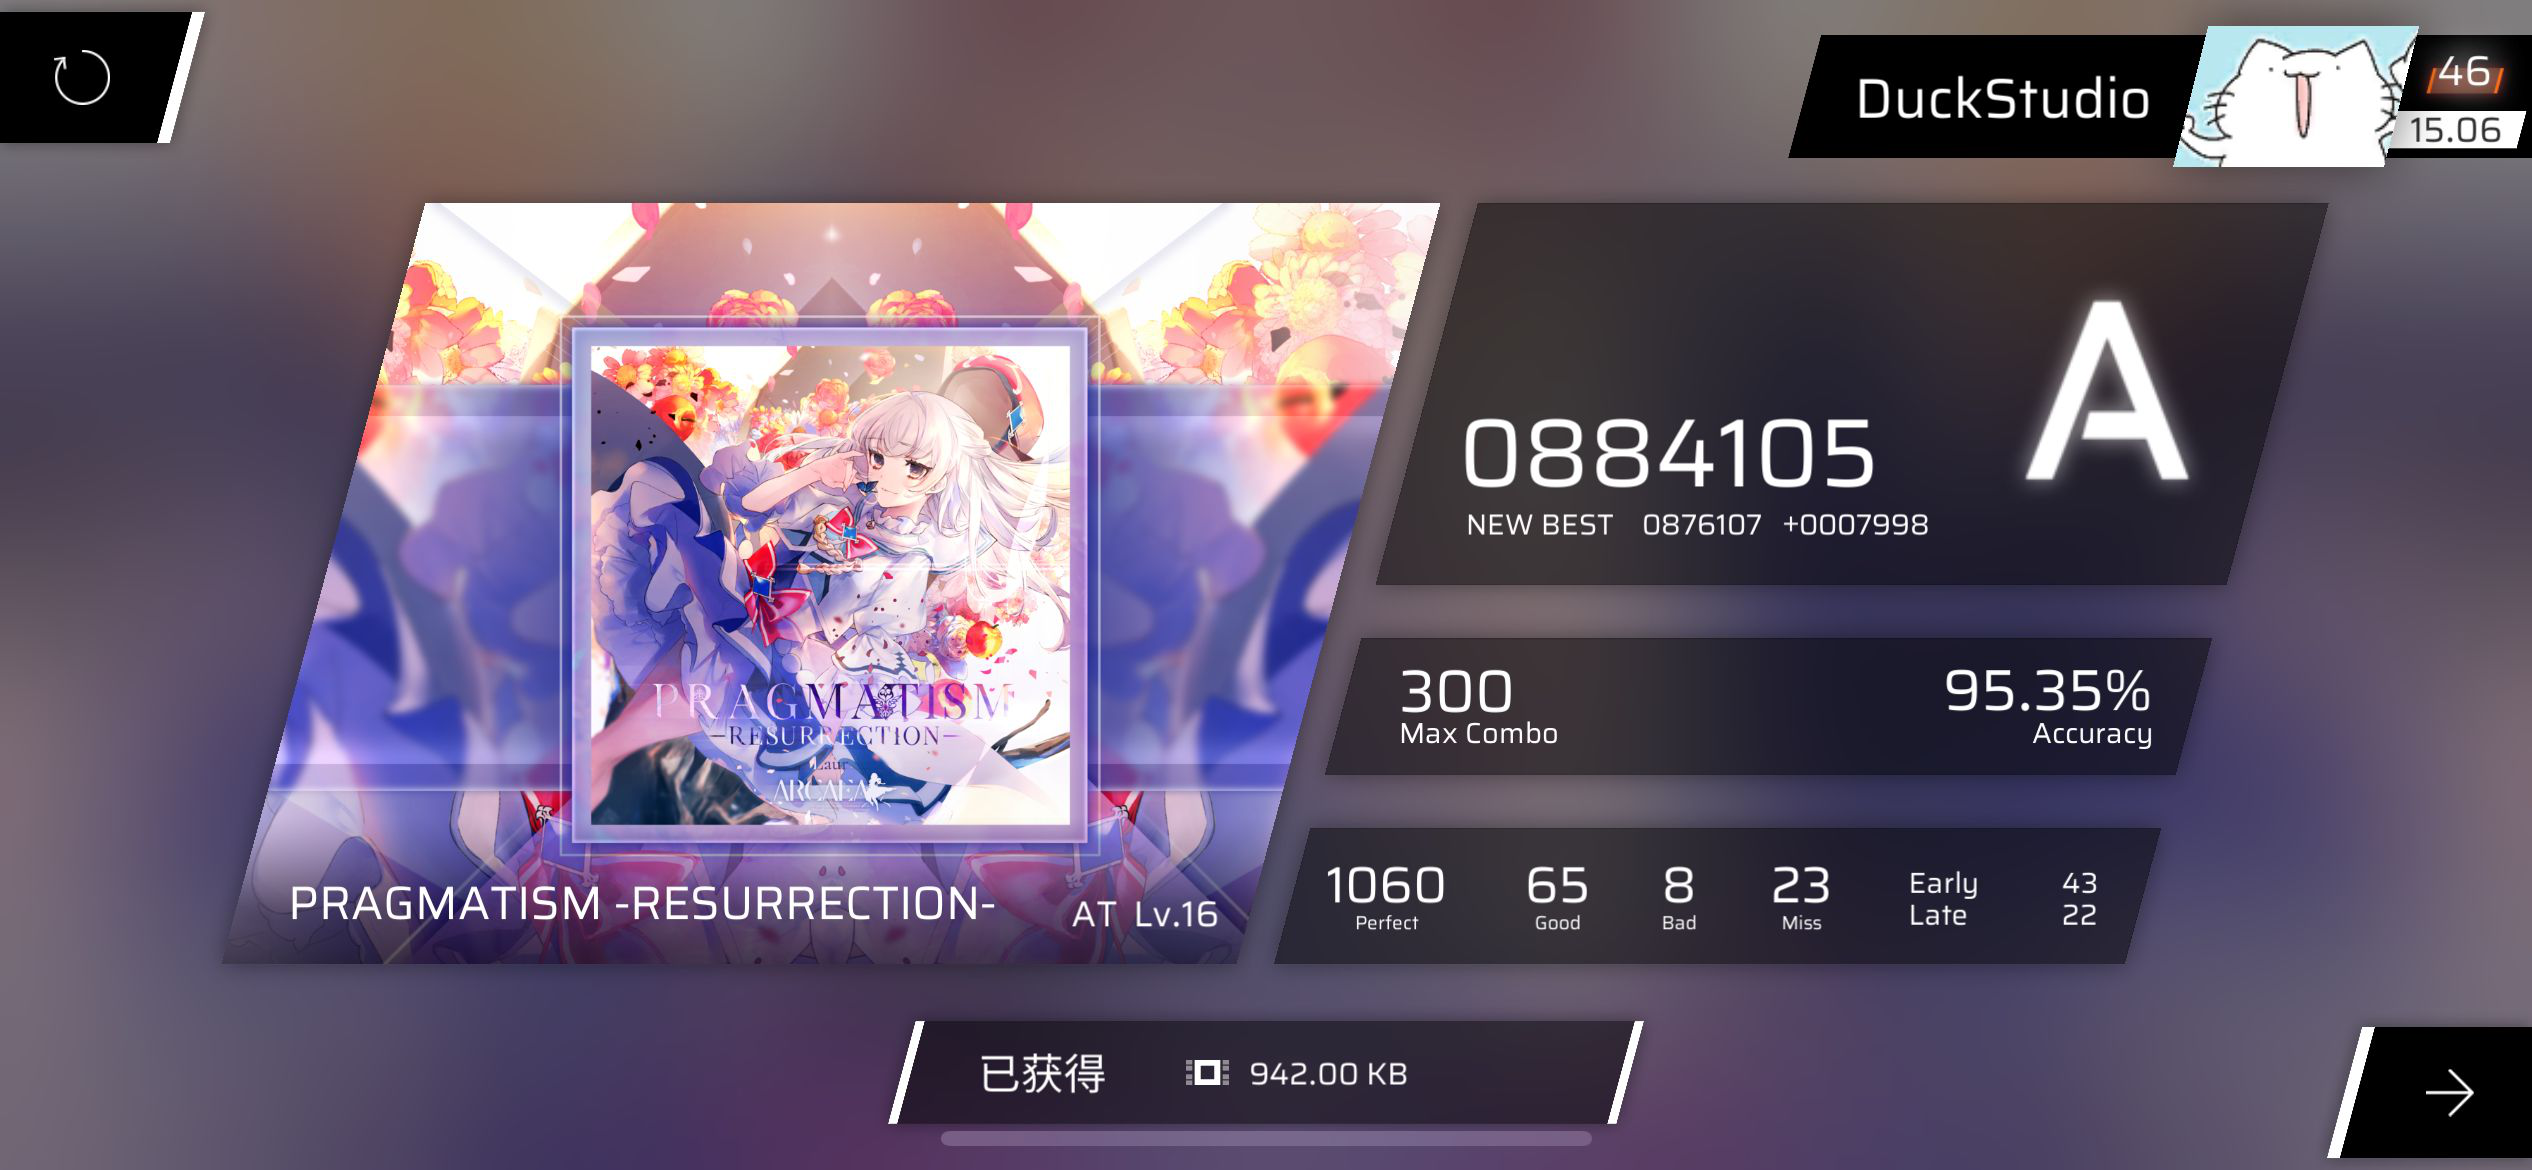 DuckStudio
46
15.06
PRAGMATISM
-RESURRECTION-
Laur
ARCAEA
PRAGMATISM -RESURRECTION-
AT Lv.16
A
0884105
NEW BEST 0876107 +0007998
300
Max Combo
95.35%
Accuracy
1060 65 8 23
Perfect Good Bad Miss
Early 43
Late 22
已获得 942.00 KB